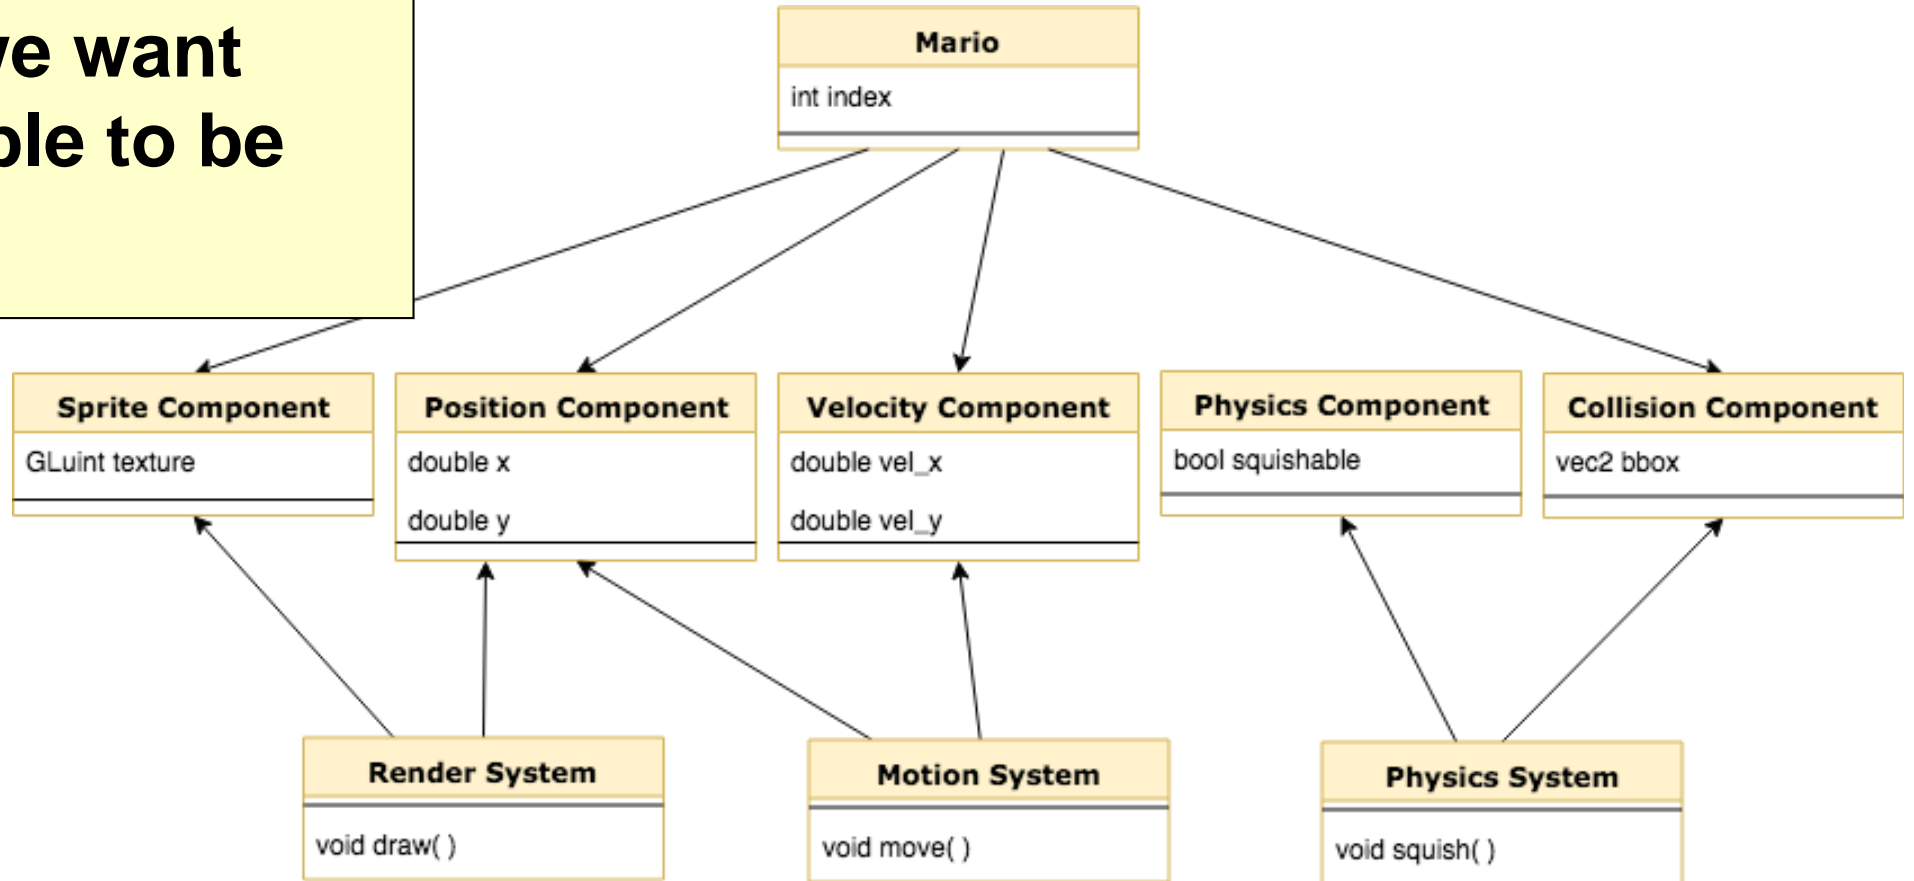 want
to be
Mario
int index
Sprite Component
GLuint texture
Position Component
double x
double y
Velocity Component
double vel_x
double vel_y
Physics Component
bool squishable
Collision Component
vec2 bbox
Render System
void draw( )
Motion System
void move( )
Physics System
void squish( )